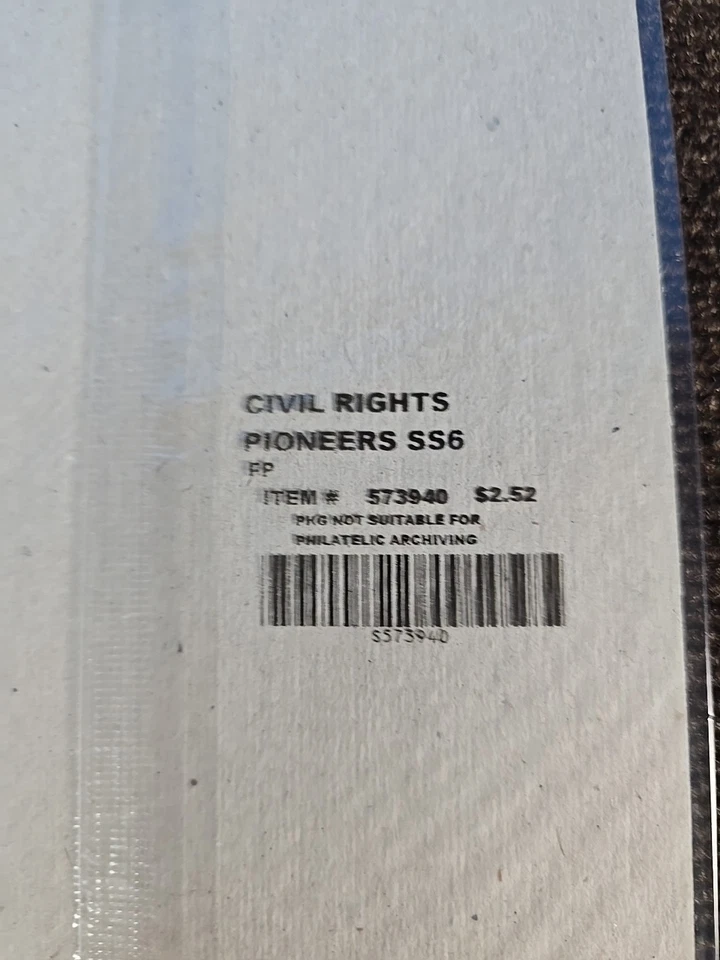 CIVIL RIGHTS
PIONEERS SS6
FP
ITEM # 573940 $2.52
PKG NOT SUITABLE FOR
PHILATELIC ARCHIVING
S573940